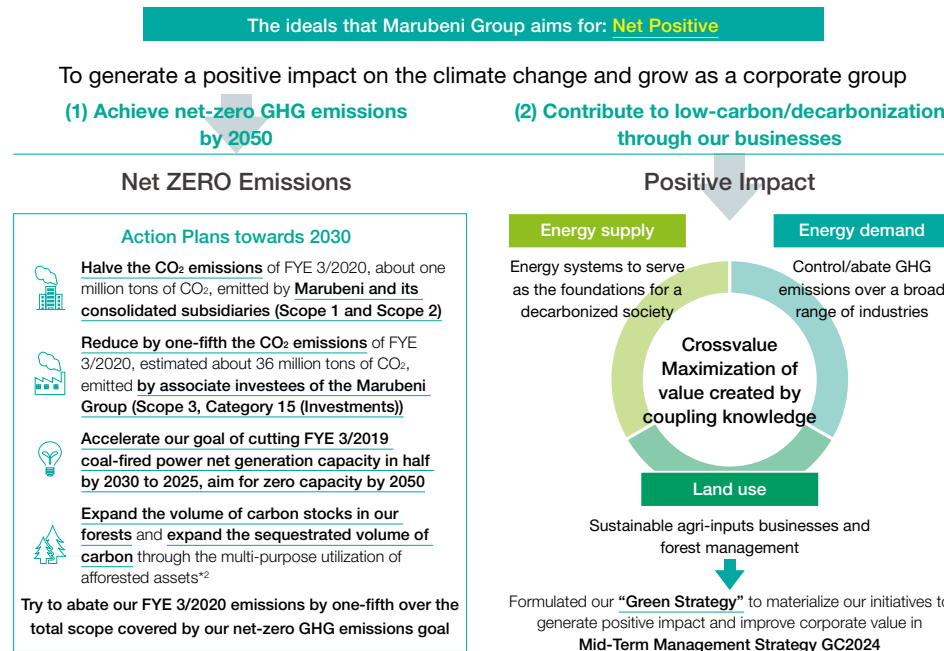 The ideals that Marubeni Group aims for: Net Positive
To generate a positive impact on the climate change and grow as a corporate group
(1) Achieve net-zero GHG emissions
by 2050
Net ZERO Emissions
Action Plans towards 2030
Halve the CO₂ emissions of FYE 3/2020, about one
million tons of CO₂, emitted by Marubeni and its
consolidated subsidiaries (Scope 1 and Scope 2)
Reduce by one-fifth the CO₂ emissions of FYE
3/2020, estimated about 36 million tons of CO₂,
emitted by associate investees of the Marubeni
Group (Scope 3, Category 15 (Investments))
Accelerate our goal of cutting FYE 3/2019
coal-fired power net generation capacity in half
by 2030 to 2025, aim for zero capacity by 2050
Expand the volume of carbon stocks in our
forests and expand the sequestrated volume of
carbon through the multi-purpose utilization of
afforested assets*²
Try to abate our FYE 3/2020 emissions by one-fifth over the
total scope covered by our net-zero GHG emissions goal
(2) Contribute to low-carbon/decarbonization
through our businesses
Positive Impact
Energy supply
Energy systems to serve
as the foundations for a
decarbonized society
Energy demand
Control/abate GHG
emissions over a broad
range of industries
Crossvalue
Maximization of
value created by
coupling knowledge
Land use
Sustainable agri-inputs businesses and
forest management
Formulated our “Green Strategy” to materialize our initiatives to
generate positive impact and improve corporate value in
Mid-Term Management Strategy GC2024